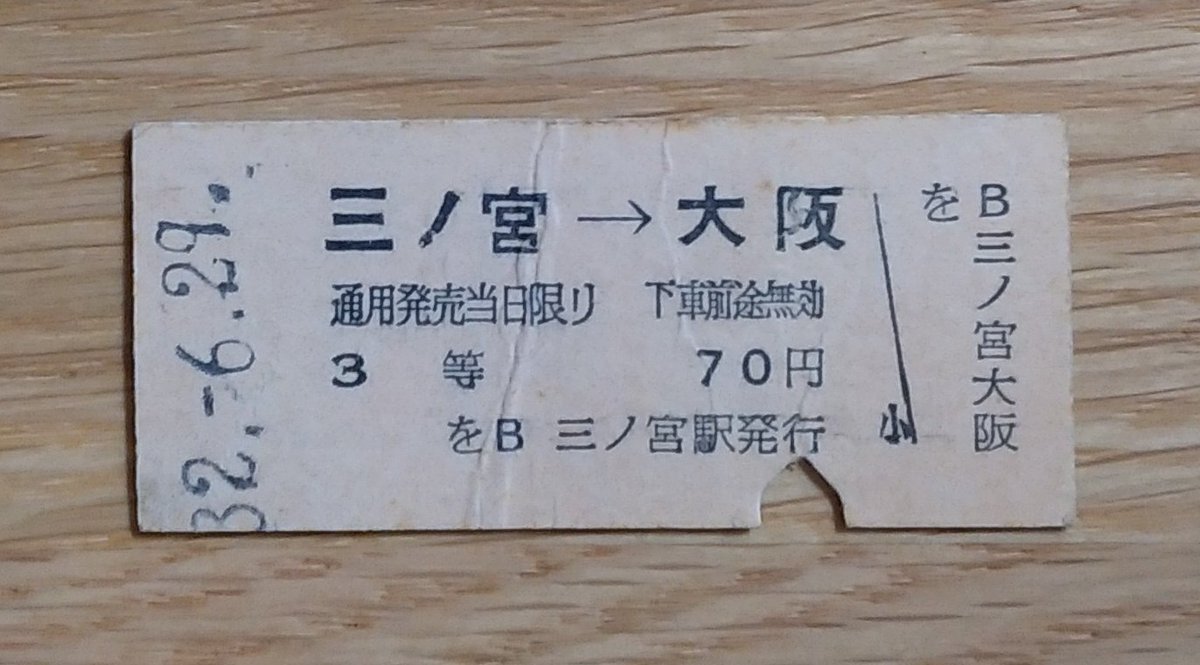 32.-6.29.
三ノ宮→大阪
通用発売当日限り 下車前途無効
3 等 70円
をB 三ノ宮駅発行
小
B三ノ宮大阪
を